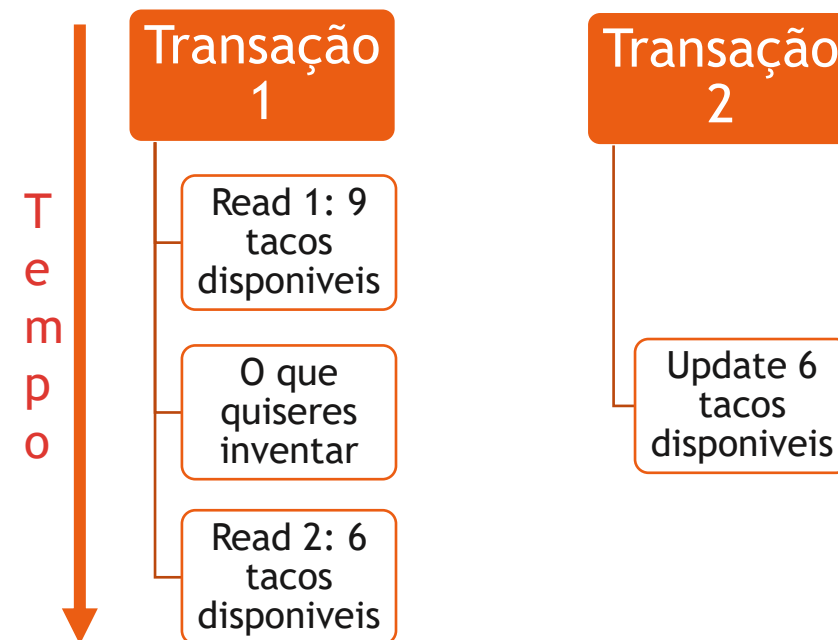 Transação
1
Transação
2
T
e
m
p
o
Read 1: 9
tacos
disponiveis
O que
quiseres
inventar
Update 6
tacos
disponiveis
Read 2: 6
tacos
disponiveis